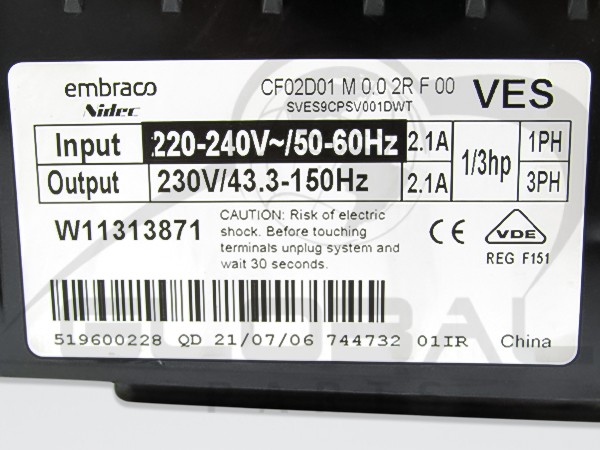 embraco
Nidec
CF02D01 M 0.0 2R F 00
SVES9CPSV001DWT
VES
Input 220-240V~/50-60Hz 2.1A 1/3hp 1PH
Output 230V/43.3-150Hz 2.1A 3PH
W11313871
CAUTION: Risk of electric
shock. Before touching
terminals unplug system and
wait 30 seconds.
CE
VDE
REG F151
519600228 QD 21/07/06 744732 01IR China
GLOBAL
PARTS